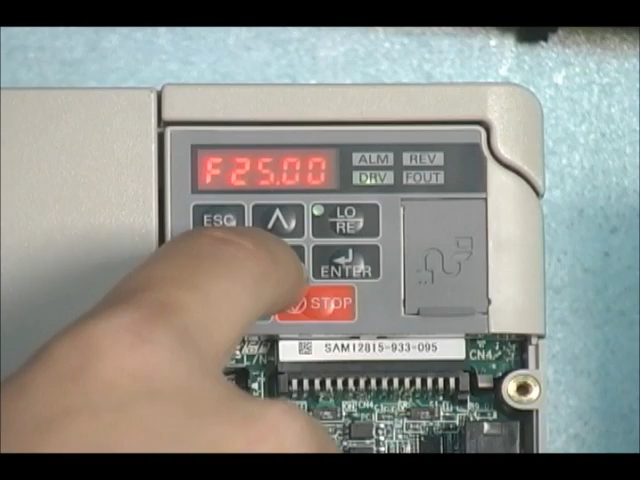 F25.00
ALM REV
DRV FOUT
ESC
LO
RE
ENTER
STOP
SAM12815-933-095
L/N
CN4